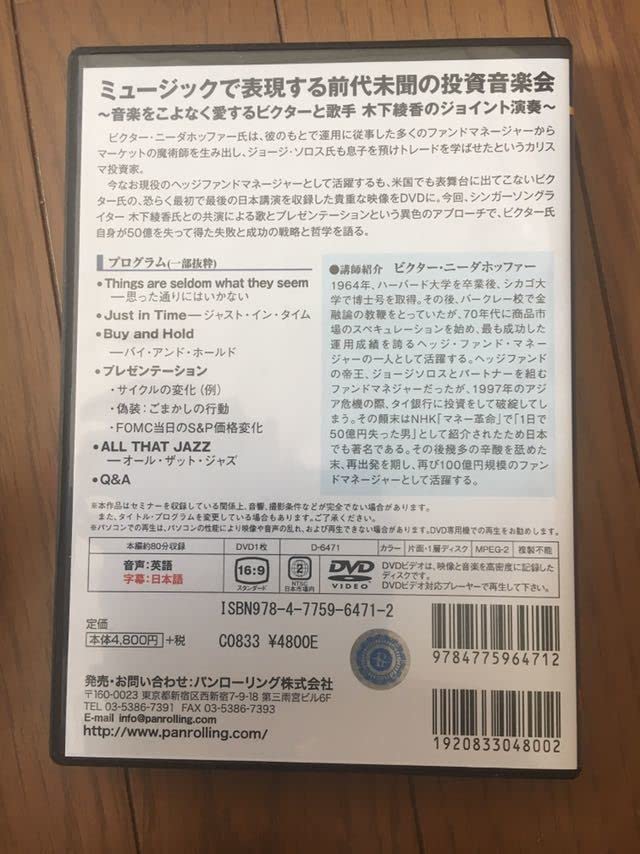 ミュージックで表現する前代未聞の投資音楽会
～音楽をこよなく愛するビクターと歌手 木下綾香のジョイント演奏～
ビクター・ニーダホッファー氏は、彼のもとで運用に従事した多くのファンドマネージャーから
マーケットの魔術師を生み出し、ジョージ・ソロス氏も息子を預けトレードを学ばせたというカリス
マ投資家。
今なお現役のヘッジファンドマネージャーとして活躍するも、米国でも表舞台に出てこないビク
ター氏の、恐らく最初で最後の日本講演を収録した貴重な映像をDVDに。今回、シンガーソングラ
イター 木下綾香氏との共演による歌とプレゼンテーションという異色のアプローチで、ビクター氏
自身が50億を失って得た失敗と成功の戦略と哲学を語る。
プログラム(一部抜粋)
•Things are seldom what they seem
―思った通りにはいかない
•Just in Time―ジャスト・イン・タイム
•Buy and Hold
―バイ・アンド・ホールド
•プレゼンテーション
・サイクルの変化（例）
・偽装：ごまかしの行動
・FOMC当日のS&P価格変化
•ALL THAT JAZZ
―オール・ザット・ジャズ
•Q&A
●講師紹介 ビクター・ニーダホッファー
1964年、ハーバード大学を卒業後、シカゴ大
学で博士号を取得。その後、バークレー校で金
融論の教鞭をとっていたが、70年代に商品市
場のスペキュレーションを始め、最も成功した
運用成績を誇るヘッジ・ファンド・マネー
ジャーの一人として活躍する。ヘッジファンド
の帝王、ジョージソロスとパートナーを組む
ファンドマネジャーだったが、1997年のアジ
ア危機の際、タイ銀行に投資をして破綻してし
まう。その顛末はNHK「マネー革命」で「1日で
50億円失った男」として紹介されたため日本
でも著名である。その後幾多の辛酸を舐めた
末、再出発を期し、再び100億円規模のファン
ドマネージャーとして活躍する。
※本作品はセミナーを収録している関係上、音響、撮影条件などが完全でない場合があります。
また、タイトル・プログラムを変更している場合もあります。ご了承ください。
※パソコンでの再生は、パソコンの性能により映像や音声の乱れ、および再生できない場合があります。DVD専用機での再生をお勧めします。
本編約80分収録 DVD1枚 D-6471 カラー 片面・1層ディスク MPEG-2 複製不能
音声：英語
字幕：日本語
16:9
スタンダード
2
NTSC
日本市場内
DVD
VIDEO
DVDビデオは、映像と音楽を高密度に記録した
ディスクです。
DVDビデオ対応プレーヤーで再生して下さい。
ISBN978-4-7759-6471-2
定価
本体4,800円 +税
C0833 ¥4800E
9784775964712
発売・お問い合わせ：パンローリング株式会社
〒160-0023 東京都新宿区西新宿7-9-18 第三雨宮ビル6F
TEL 03-5386-7391 FAX 03-5386-7393
E-mail info@panrolling.com
http://www.panrolling.com/
1920833048002